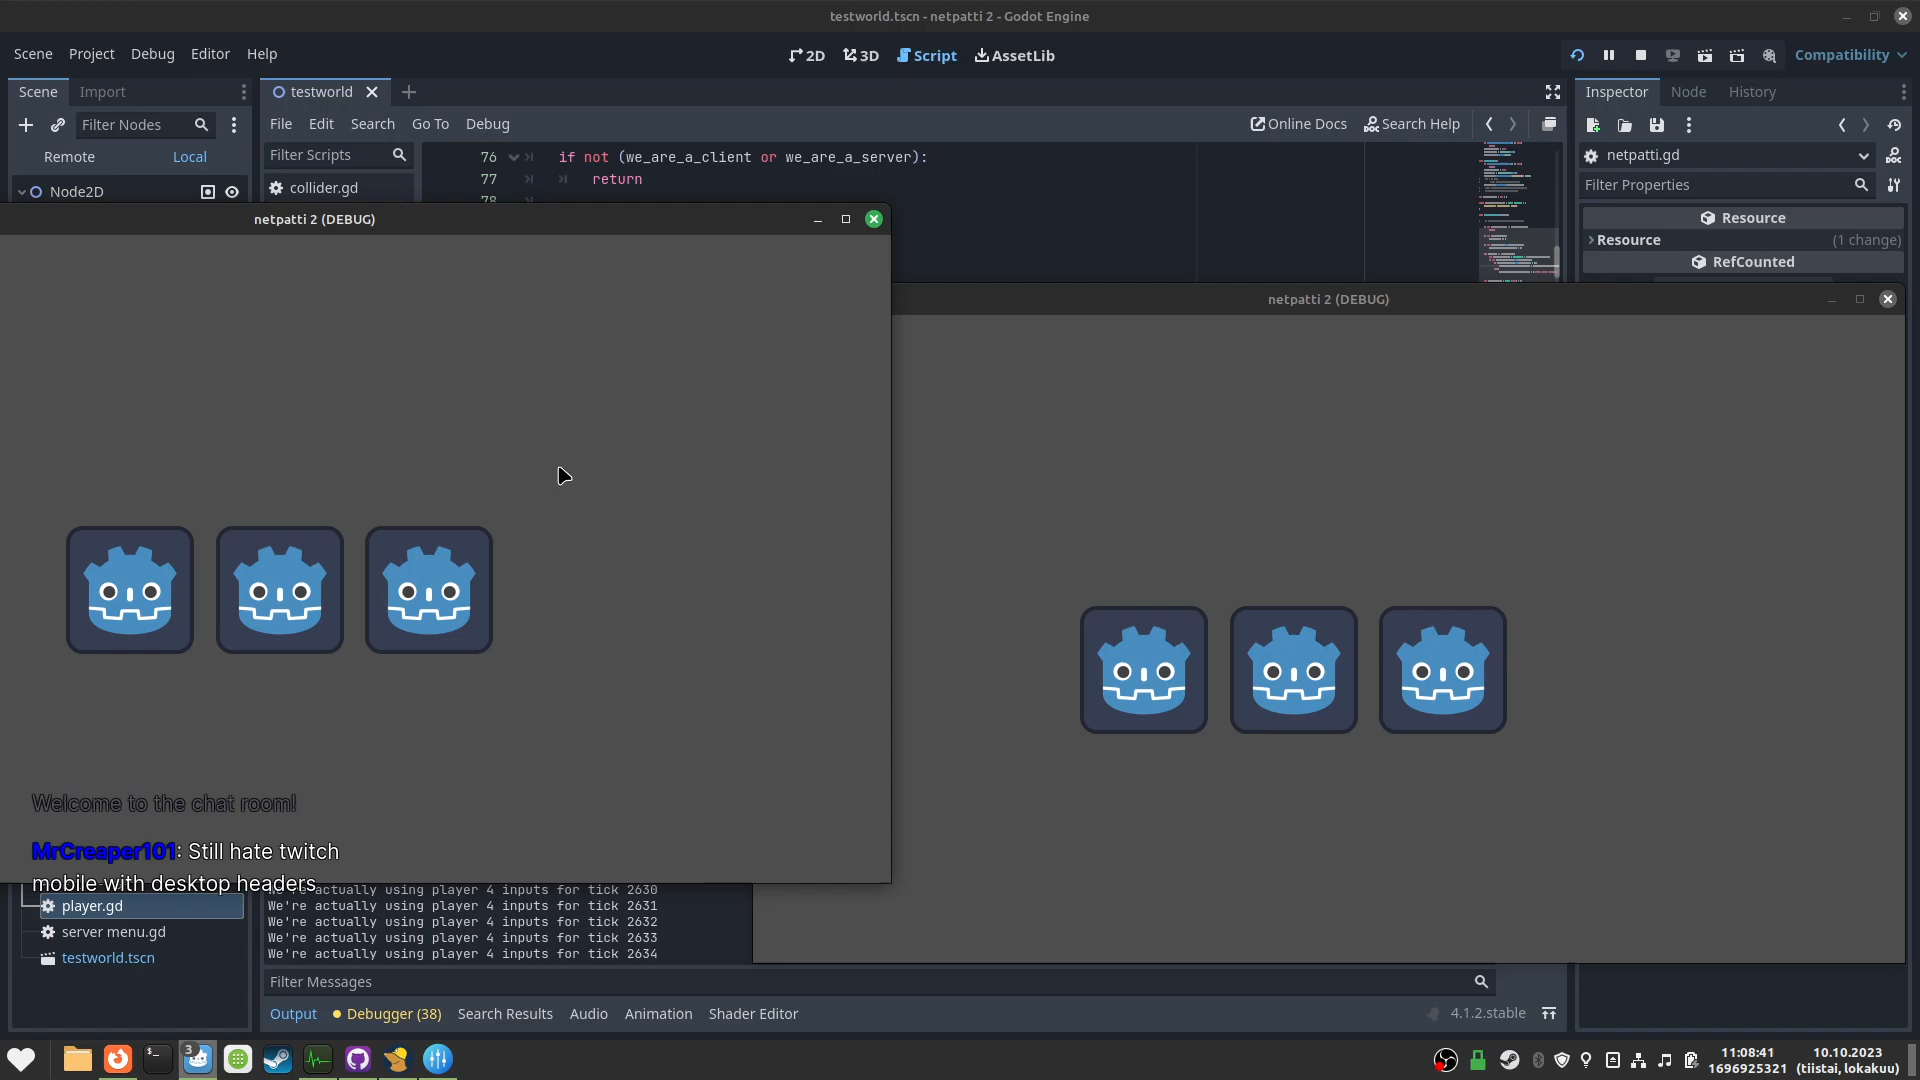 testworld.tscn - netpatti 2 - Godot Engine
Scene Project Debug Editor Help
2D 3D Script AssetLib
Compatibility
Scene Import
testworld
Inspector Node History
Filter Nodes
File Edit Search Go To Debug
Online Docs Search Help
Remote Local
Filter Scripts
76 if not (we_are_a_client or we_are_a_server):
netpatti.gd
77 return
78
Filter Properties
Node2D
collider.gd
Resource
Resource (1 change)
RefCounted
netpatti 2 (DEBUG)
netpatti 2 (DEBUG)
Welcome to the chat room!
MrCreaper101: Still hate twitch
mobile with desktop headers
We're actually using player 4 inputs for tick 2630
We're actually using player 4 inputs for tick 2631
We're actually using player 4 inputs for tick 2632
We're actually using player 4 inputs for tick 2633
We're actually using player 4 inputs for tick 2634
player.gd
server menu.gd
testworld.tscn
Filter Messages
Output Debugger (38) Search Results Audio Animation Shader Editor
4.1.2.stable
3
11:08:41
1696925321
10.10.2023
(tiistai, lokakuu)